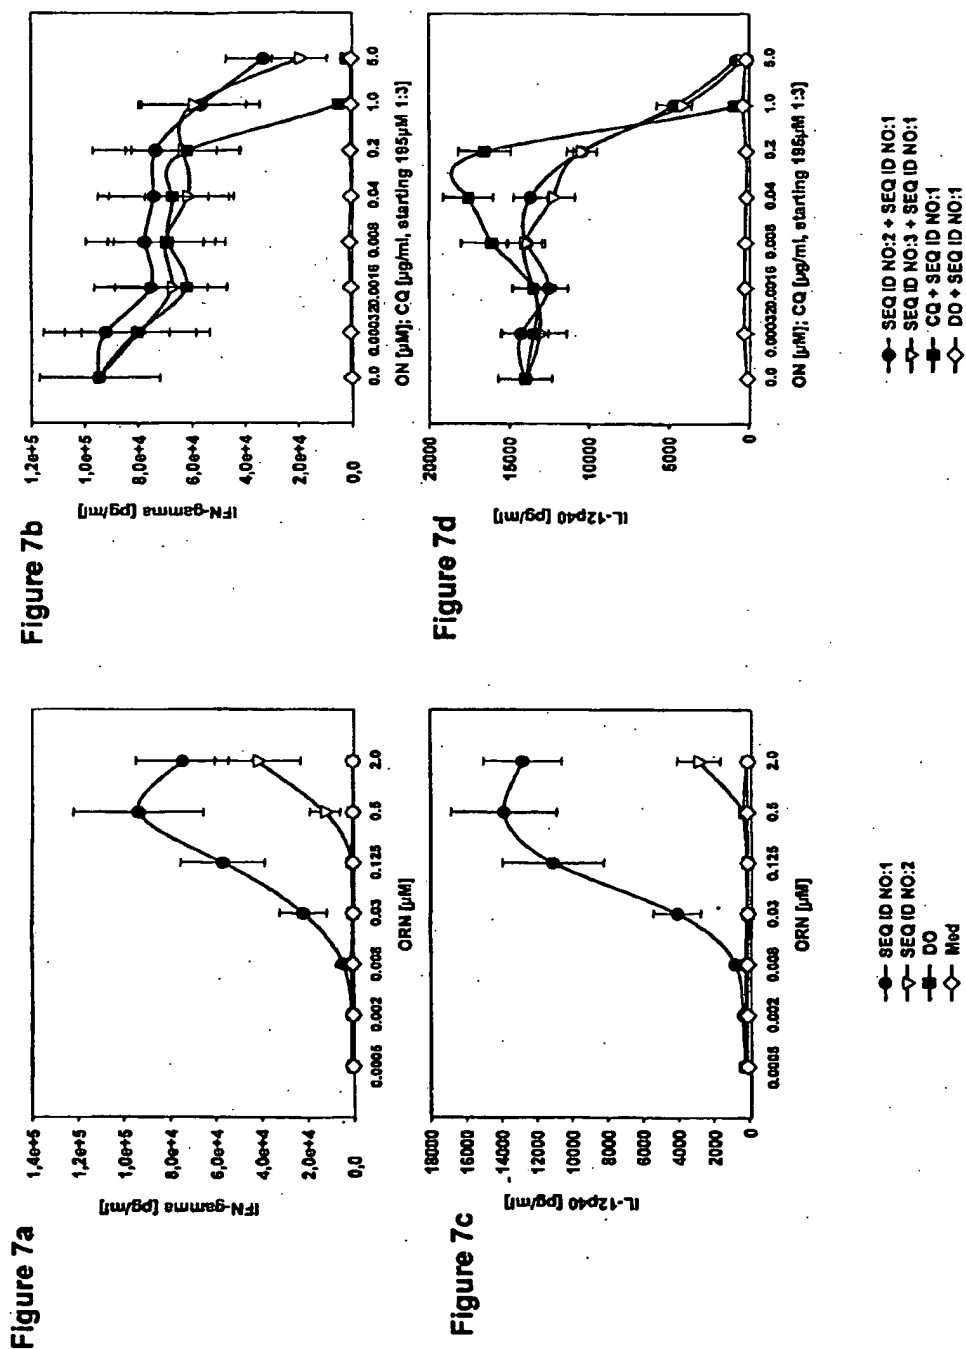 Figure 7a
1,4e+5
1,2e+5
1,0e+5
8,0e+4
6,0e+4
4,0e+4
2,0e+4
0,0
IFN-gamma [pg/ml]
0.0005 0.002 0.008 0.03 0.125 0.5 2.0
ORN [µM]
Figure 7b
1,2e+5
1,0e+5
8,0e+4
6,0e+4
4,0e+4
2,0e+4
0,0
IFN-gamma [pg/ml]
0.0 0.00032 0.0016 0.008 0.04 0.2 1.0 5.0
ON [µM]; CQ [µg/ml, starting 195µM 1:3]
Figure 7c
18000
16000
14000
12000
10000
8000
6000
4000
2000
0
IL-12p40 [pg/ml]
0.0005 0.002 0.008 0.03 0.125 0.5 2.0
ORN [µM]
SEQ ID NO:1
SEQ ID NO:2
DO
Med
Figure 7d
20000
15000
10000
5000
0
IL-12p40 [pg/ml]
0.0 0.00032 0.0016 0.008 0.04 0.2 1.0 5.0
ON [µM]; CQ [µg/ml, starting 195µM 1:3]
SEQ ID NO:2 + SEQ ID NO:1
SEQ ID NO:3 + SEQ ID NO:1
CQ + SEQ ID NO:1
DO + SEQ ID NO:1